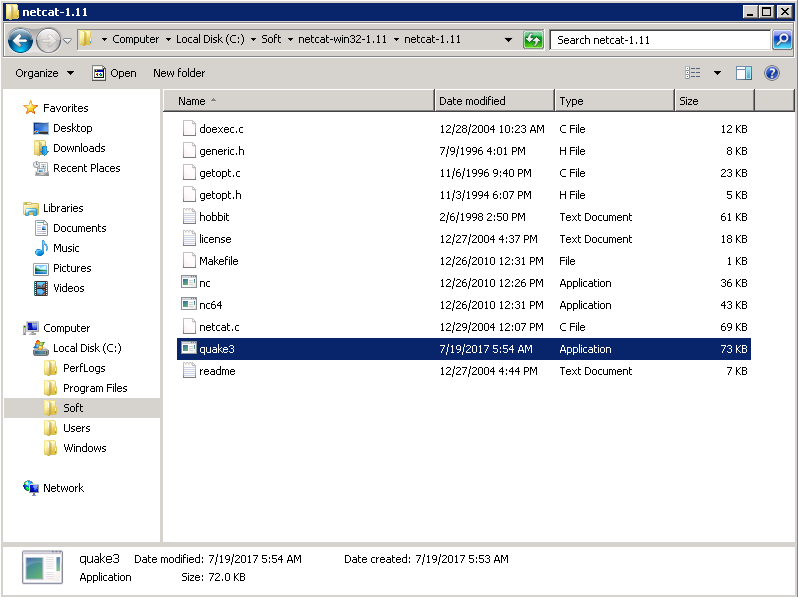 netcat-1.11
Computer Local Disk (C:) Soft netcat-win32-1.11 netcat-1.11 Search netcat-1.11
Organize Open New folder
Favorites
Desktop
Downloads
Recent Places
Libraries
Documents
Music
Pictures
Videos
Computer
Local Disk (C:)
PerfLogs
Program Files
Soft
Users
Windows
Network
Name Date modified Type Size
doexec.c 12/28/2004 10:23 AM C File 12 KB
generic.h 7/9/1996 4:01 PM H File 8 KB
getopt.c 11/6/1996 9:40 PM C File 23 KB
getopt.h 11/3/1994 6:07 PM H File 5 KB
hobbit 2/6/1998 2:50 PM Text Document 61 KB
license 12/27/2004 4:37 PM Text Document 18 KB
Makefile 12/26/2010 12:31 PM File 1 KB
nc 12/26/2010 12:26 PM Application 36 KB
nc64 12/26/2010 12:31 PM Application 43 KB
netcat.c 12/29/2004 12:07 PM C File 69 KB
quake3 7/19/2017 5:54 AM Application 73 KB
readme 12/27/2004 4:44 PM Text Document 7 KB
quake3 Date modified: 7/19/2017 5:54 AM Date created: 7/19/2017 5:53 AM
Application Size: 72.0 KB